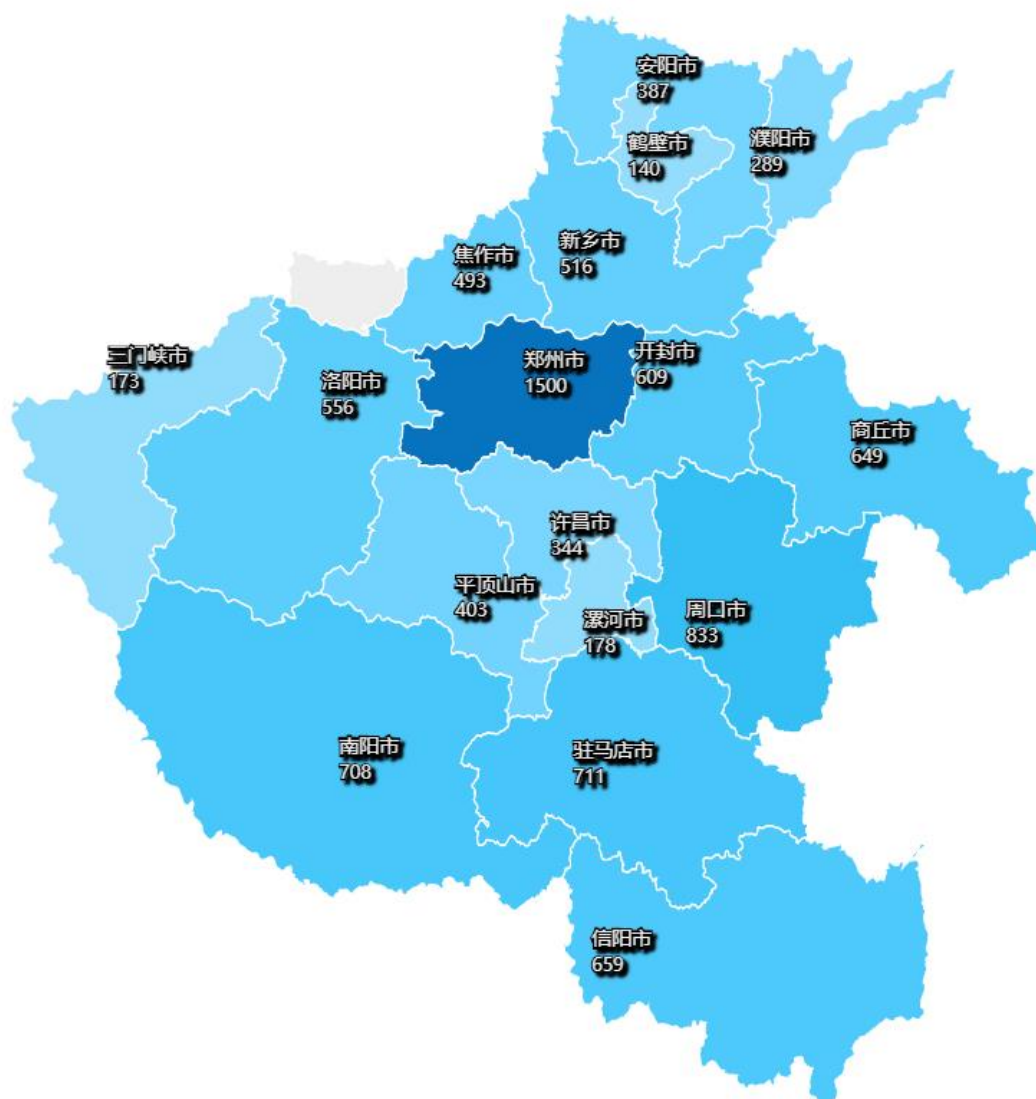 安阳市
387
鹤壁市
140
濮阳市
289
新乡市
516
焦作市
493
三门峡市
173
洛阳市
556
郑州市
1500
开封市
609
商丘市
649
许昌市
344
平顶山市
403
漯河市
178
周口市
833
南阳市
708
驻马店市
711
信阳市
659